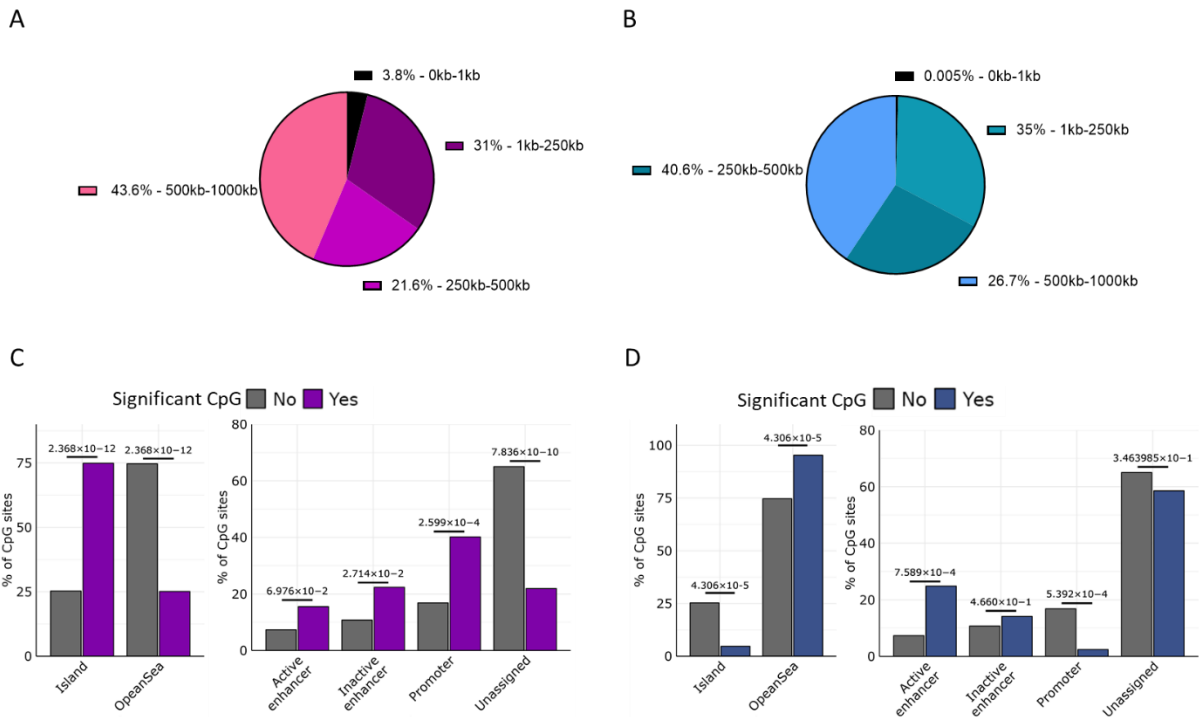 A
3.8% - 0kb-1kb
31% - 1kb-250kb
43.6% - 500kb-1000kb
21.6% - 250kb-500kb
B
0.005% - 0kb-1kb
35% - 1kb-250kb
40.6% - 250kb-500kb
26.7% - 500kb-1000kb
C
Significant CpG No Yes
% of CpG sites
75
50
25
0
2.368×10−12
2.368×10−12
Island
OpeanSea
% of CpG sites
80
60
40
20
0
6.976×10−2
2.714×10−2
2.599×10−4
7.836×10−10
Active
enhancer
Inactive
enhancer
Promoter
Unassigned
D
Significant CpG No Yes
% of CpG sites
100
75
50
25
0
4.306×10-5
4.306×10-5
Island
OpeanSea
% of CpG sites
80
60
40
20
0
7.589×10−4
4.660×10−1
5.392×10−4
3.463985×10−1
Active
enhancer
Inactive
enhancer
Promoter
Unassigned